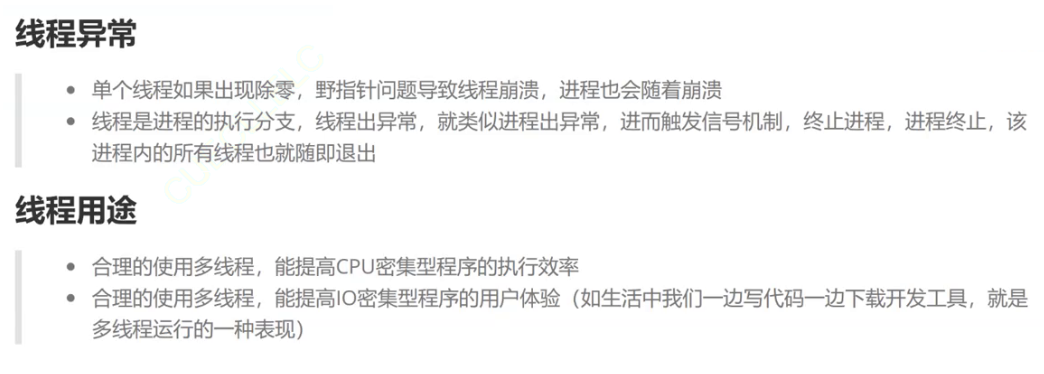 线程异常
单个线程如果出现除零，野指针问题导致线程崩溃，进程也会随着崩溃
线程是进程的执行分支，线程出异常，就类似进程出异常，进而触发信号机制，终止进程，进程终止，该
进程内的所有线程也就随即退出
线程用途
合理的使用多线程，能提高CPU密集型程序的执行效率
合理的使用多线程，能提高IO密集型程序的用户体验（如生活中我们一边写代码一边下载开发工具，就是
多线程运行的一种表现）